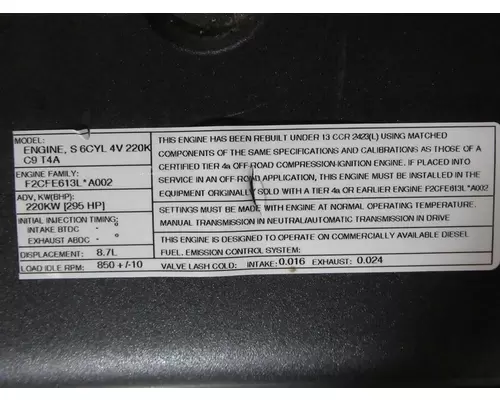 MODEL:
ENGINE, S 6CYL 4V 220K
C9 T4A
ENGINE FAMILY:
F2CFE613L*A002
ADV, KW(BHP):
220KW [295 HP]
INITIAL INJECTION TIMING:
INTAKE BTDC -
EXHAUST ABDC -
DISPLACEMENT: 8.7L
LOAD IDLE RPM: 850 +/-10
THIS ENGINE HAS BEEN REBUILT UNDER 13 CCR 2423(L) USING MATCHED
COMPONENTS OF THE SAME SPECIFICATIONS AND CALIBRATIONS AS THOSE OF A
CERTIFIED TIER 4a OFF ROAD COMPRESSION-IGNITION ENGINE. IF PLACED INTO
SERVICE IN AN OFF ROAD APPLICATION, THIS ENGINE MUST BE INSTALLED IN THE
EQUIPMENT ORIGINALLY SOLD WITH A TIER 4a OR EARLIER ENGINE F2CFE613L*A002
SETTINGS MUST BE MADE WITH ENGINE AT NORMAL OPERATING TEMPERATURE.
MANUAL TRANSMISSION IN NEUTRAL/AUTOMATIC TRANSMISSION IN DRIVE
THIS ENGINE IS DESIGNED TO OPERATE ON COMMERCIALLY AVAILABLE DIESEL
FUEL. EMISSION CONTROL SYSTEM:
VALVE LASH COLD: INTAKE: 0.016 EXHAUST: 0.024